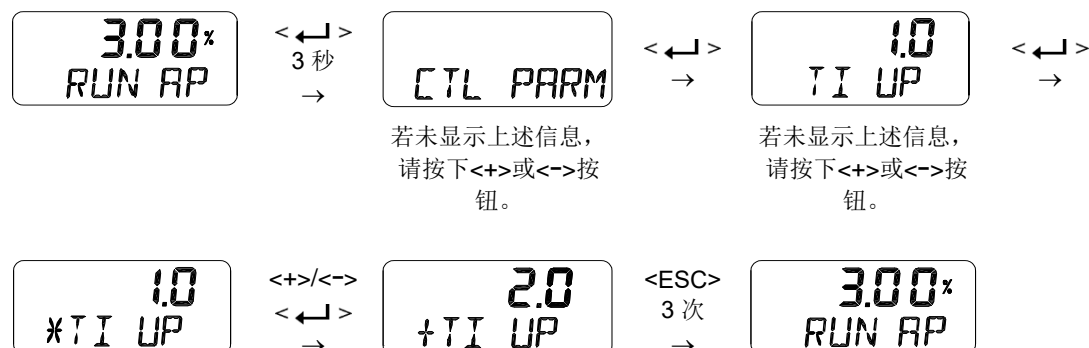 3.00%
RUN AP
< ↵ >
3 秒
→
CTL PARM
若未显示上述信息，
请按下<+>或<->按
钮。
< ↵ >
→
1.0
TI UP
若未显示上述信息，
请按下<+>或<->按
钮。
< ↵ >
→
1.0
*TI UP
<+>/<->
< ↵ >
→
2.0
+TI UP
<ESC>
3 次
→
3.00%
RUN AP